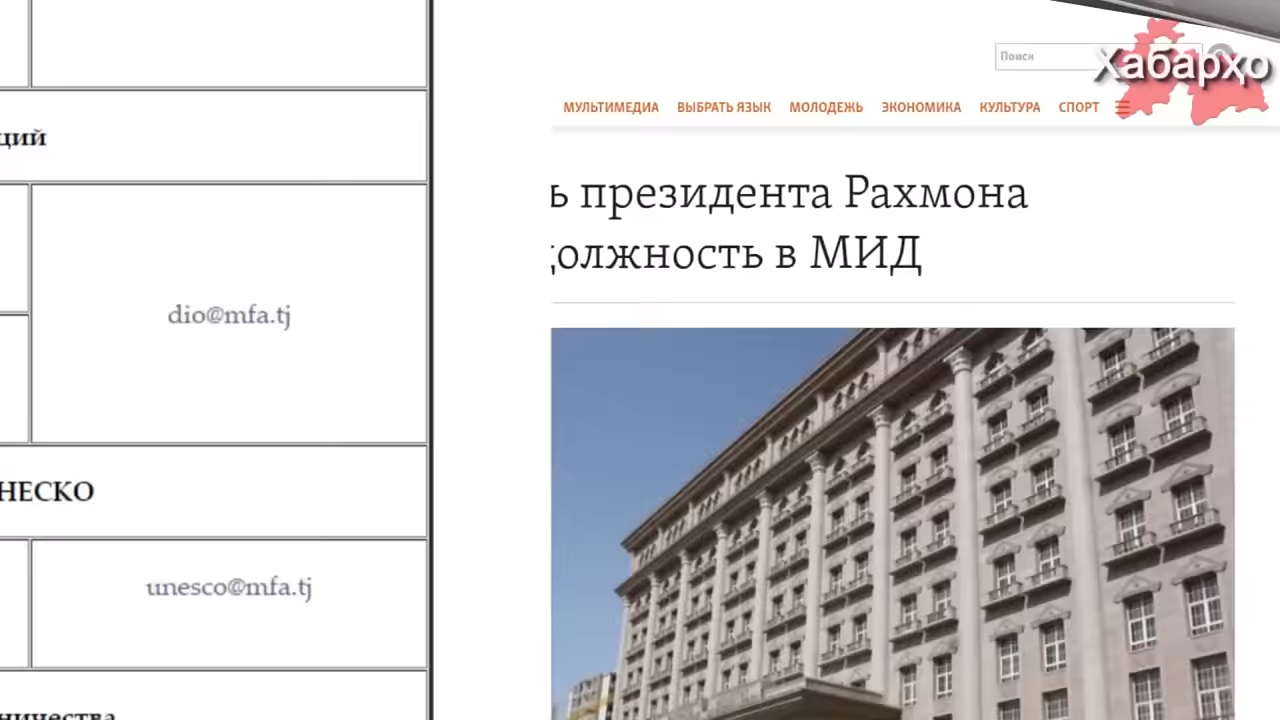 ций
dio@mfa.tj
НЕСКО
unesco@mfa.tj
ничества
Поиск
Хабарҳо
МУЛЬТИМЕДИА ВЫБРАТЬ ЯЗЫК МОЛОДЕЖЬ ЭКОНОМИКА КУЛЬТУРА СПОРТ
ь президента Рахмона
олжность в МИД